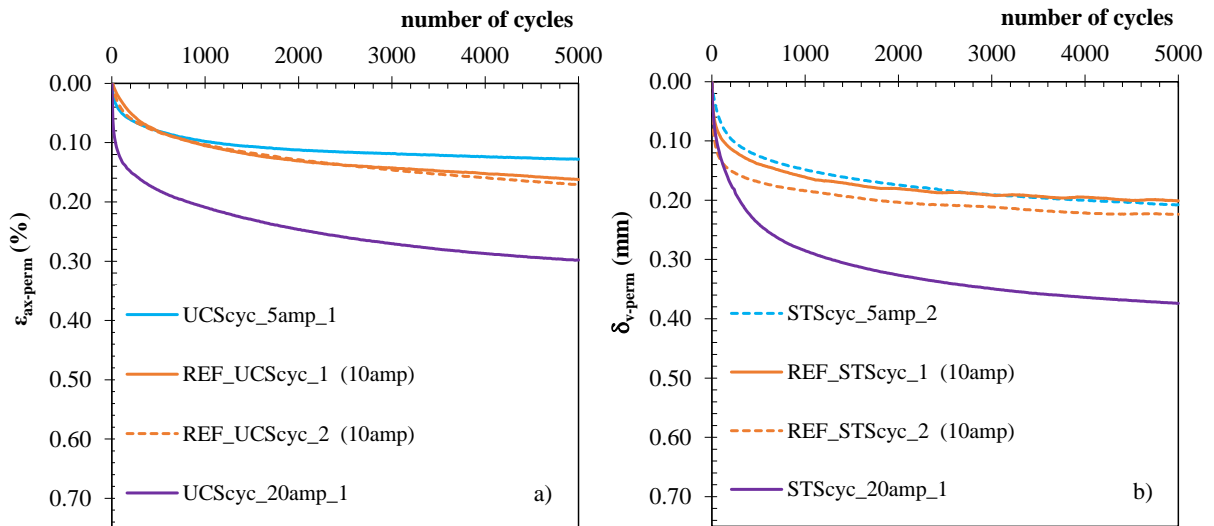 number of cycles
0 1000 2000 3000 4000 5000
0.00
0.10
0.20
0.30
0.40
0.50
0.60
0.70
εax-perm (%)
UCScyc_5amp_1
REF_UCScyc_1 (10amp)
REF_UCScyc_2 (10amp)
UCScyc_20amp_1
a)
number of cycles
0 1000 2000 3000 4000 5000
0.00
0.10
0.20
0.30
0.40
0.50
0.60
0.70
δv-perm (mm)
STScyc_5amp_2
REF_STScyc_1 (10amp)
REF_STScyc_2 (10amp)
STScyc_20amp_1
b)